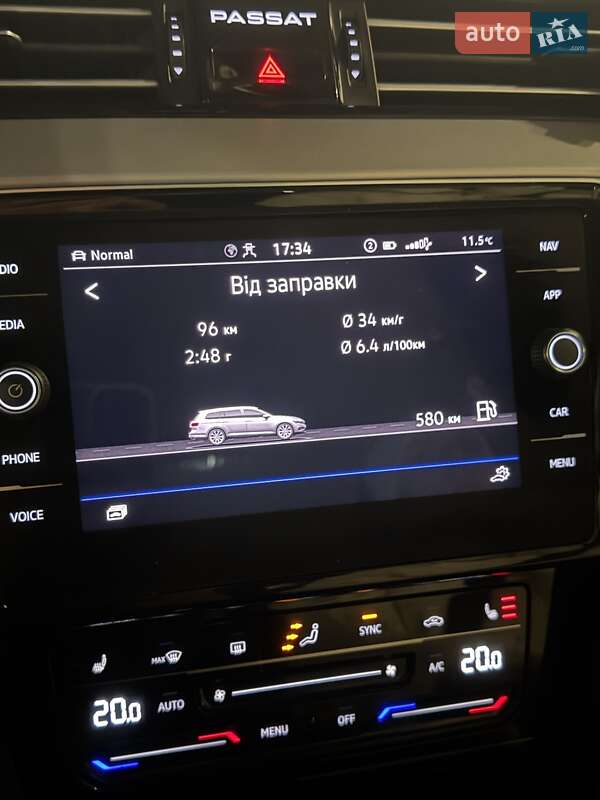 PASSAT
auto RIA .com
Normal 17:34 2 11.5°C
NAV
DIO
Від заправки
96 км Ø 34 км/г
APP
EDIA
2:48 г Ø 6.4 л/100км
580 км
CAR
PHONE
MENU
VOICE
MAX SYNC
20.0 AUTO A/C 20.0
MENU OFF